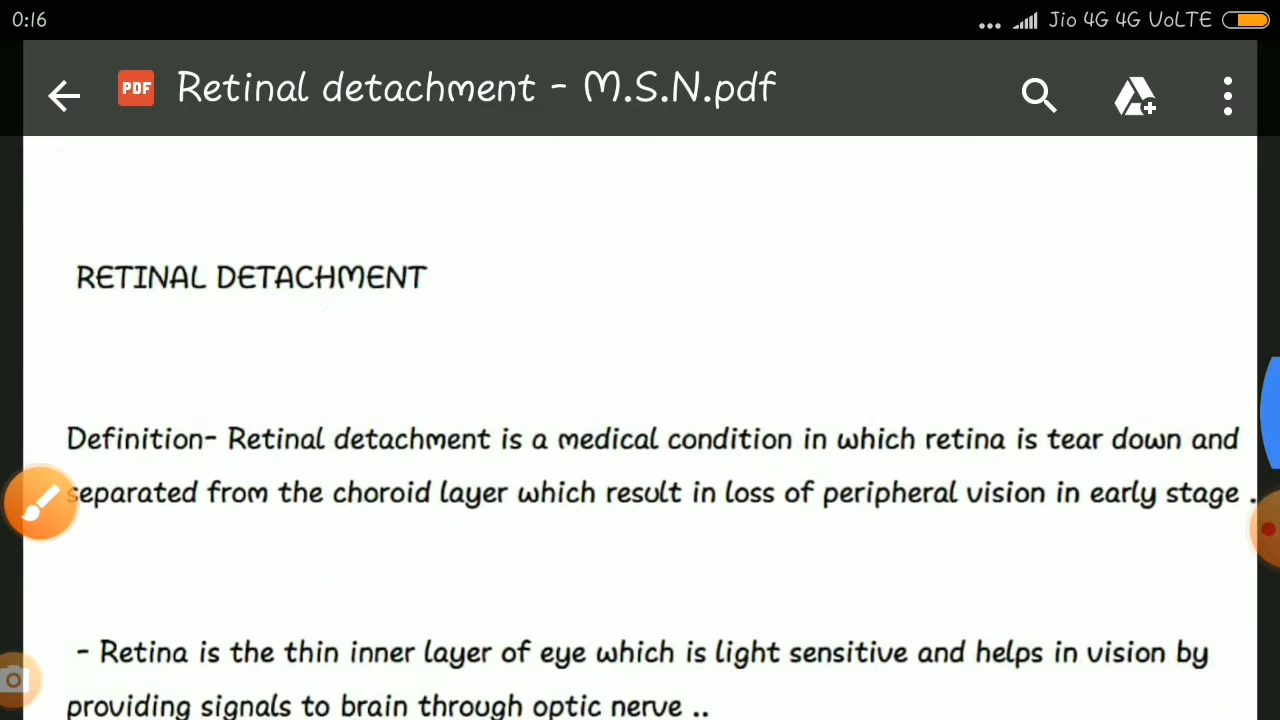 0:16 ... Jio 4G 4G VoLTE
PDF Retinal detachment - M.S.N.pdf
RETINAL DETACHMENT
Definition- Retinal detachment is a medical condition in which retina is tear down and
separated from the choroid layer which result in loss of peripheral vision in early stage .
- Retina is the thin inner layer of eye which is light sensitive and helps in vision by
providing signals to brain through optic nerve ..